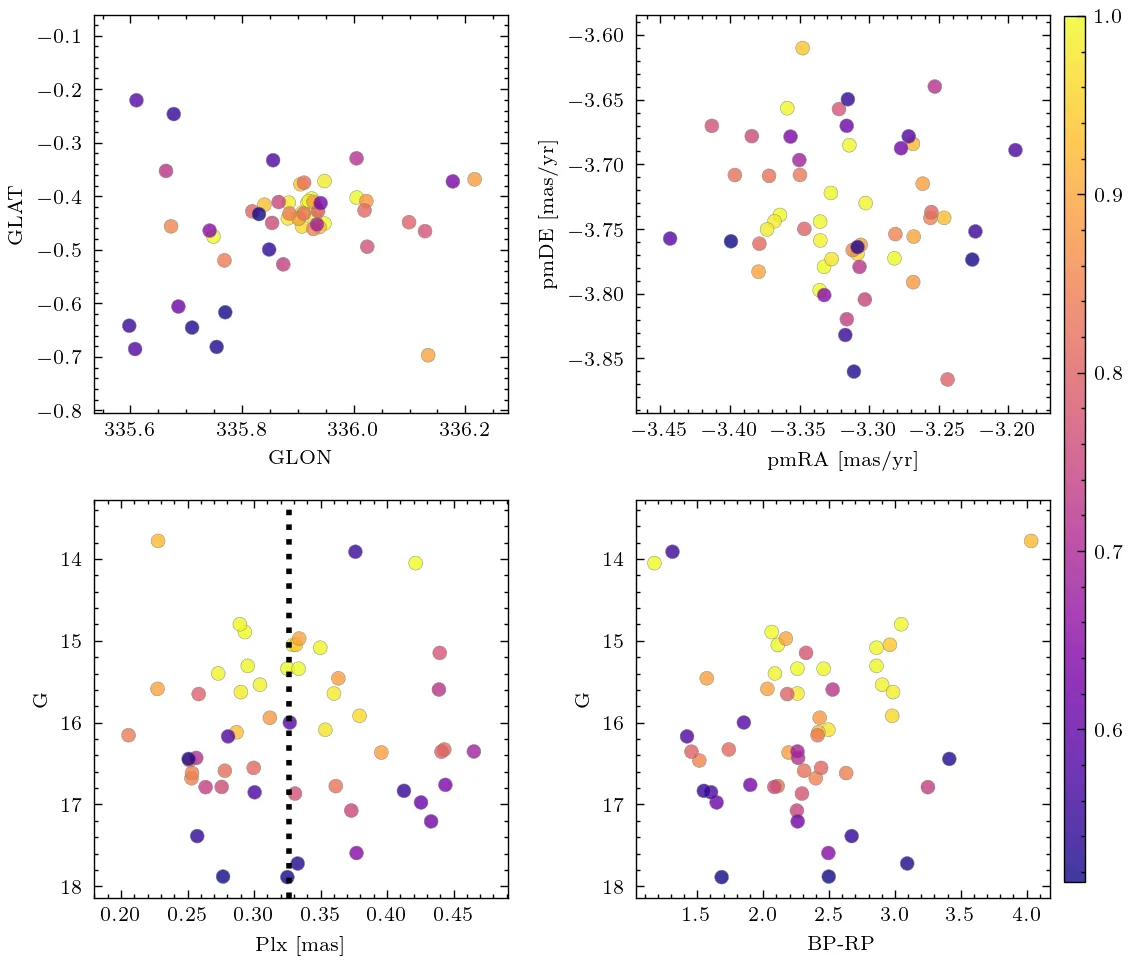 −0.1
−0.2
−0.3
−0.4
−0.5
−0.6
−0.7
−0.8
GLAT
335.6 335.8 336.0 336.2
GLON
−3.60
−3.65
−3.70
−3.75
−3.80
−3.85
pmDE [mas/yr]
−3.45 −3.40 −3.35 −3.30 −3.25 −3.20
pmRA [mas/yr]
1.0
0.9
0.8
0.7
0.6
14
15
16
17
18
G
0.20 0.25 0.30 0.35 0.40 0.45
Plx [mas]
14
15
16
17
18
G
1.5 2.0 2.5 3.0 3.5 4.0
BP-RP